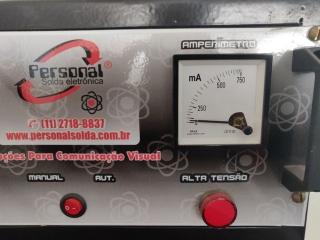 AMPERÍMETRO
Personal
Solda eletrônica
mA
250
500
750
(11) 2718-8837
www.personalsolda.com.br
ções Para Comunicação Visual
MANUAL
AUT.
ALTA TENSÃO